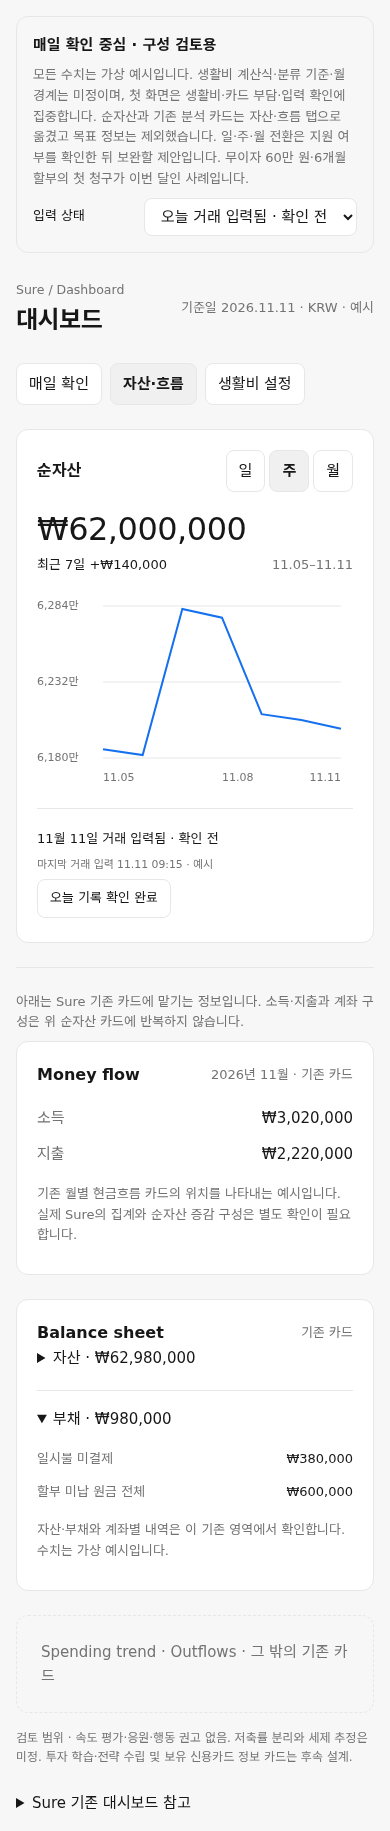 매일 확인 중심 · 구성 검토용
모든 수치는 가상 예시입니다. 생활비 계산식·분류 기준·월
경계는 미정이며, 첫 화면은 생활비·카드 부담·입력 확인에
집중합니다. 순자산과 기존 분석 카드는 자산·흐름 탭으로
옮겼고 목표 정보는 제외했습니다. 일·주·월 전환은 지원 여
부를 확인한 뒤 보완할 제안입니다. 무이자 60만 원·6개월
할부의 첫 청구가 이번 달인 사례입니다.
입력 상태
오늘 거래 입력됨 · 확인 전
Sure / Dashboard
대시보드
기준일 2026.11.11 · KRW · 예시
매일 확인
자산·흐름
생활비 설정
순자산
일
주
월
₩62,000,000
최근 7일 +₩140,000
11.05–11.11
6,284만
6,232만
6,180만
11.05
11.08
11.11
11월 11일 거래 입력됨 · 확인 전
마지막 거래 입력 11.11 09:15 · 예시
오늘 기록 확인 완료
아래는 Sure 기존 카드에 맡기는 정보입니다. 소득·지출과 계좌 구
성은 위 순자산 카드에 반복하지 않습니다.
Money flow
2026년 11월 · 기존 카드
소득
₩3,020,000
지출
₩2,220,000
기존 월별 현금흐름 카드의 위치를 나타내는 예시입니다.
실제 Sure의 집계와 순자산 증감 구성은 별도 확인이 필요
합니다.
Balance sheet
기존 카드
▶ 자산 · ₩62,980,000
▼ 부채 · ₩980,000
일시불 미결제
₩380,000
할부 미납 원금 전체
₩600,000
자산·부채와 계좌별 내역은 이 기존 영역에서 확인합니다.
수치는 가상 예시입니다.
Spending trend · Outflows · 그 밖의 기존 카
드
검토 범위 · 속도 평가·응원·행동 권고 없음. 저축률 분리와 세제 추정은
미정. 투자 학습·전략 수립 및 보유 신용카드 정보 카드는 후속 설계.
▶ Sure 기존 대시보드 참고